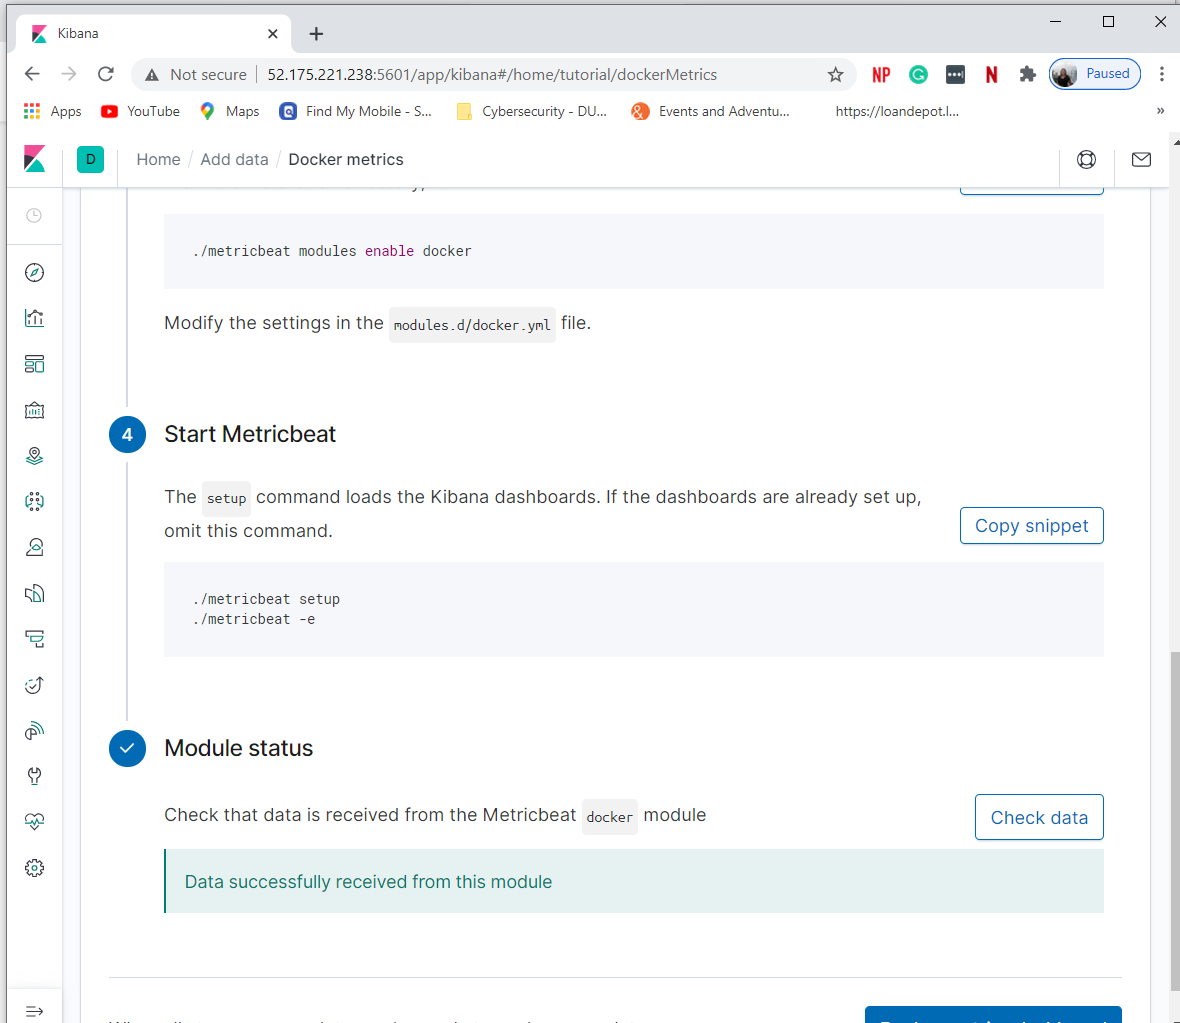 Kibana
Not secure
52.175.221.238:5601/app/kibana#/home/tutorial/dockerMetrics
NP
N
Paused
Apps
YouTube
Maps
Find My Mobile - S...
Cybersecurity - DU...
Events and Adventu...
https://loandepot.l...
»
D
Home / Add data / Docker metrics
./metricbeat modules enable docker
Modify the settings in the modules.d/docker.yml file.
4
Start Metricbeat
The setup command loads the Kibana dashboards. If the dashboards are already set up,
omit this command.
Copy snippet
./metricbeat setup
./metricbeat -e
Module status
Check that data is received from the Metricbeat docker module
Check data
Data successfully received from this module